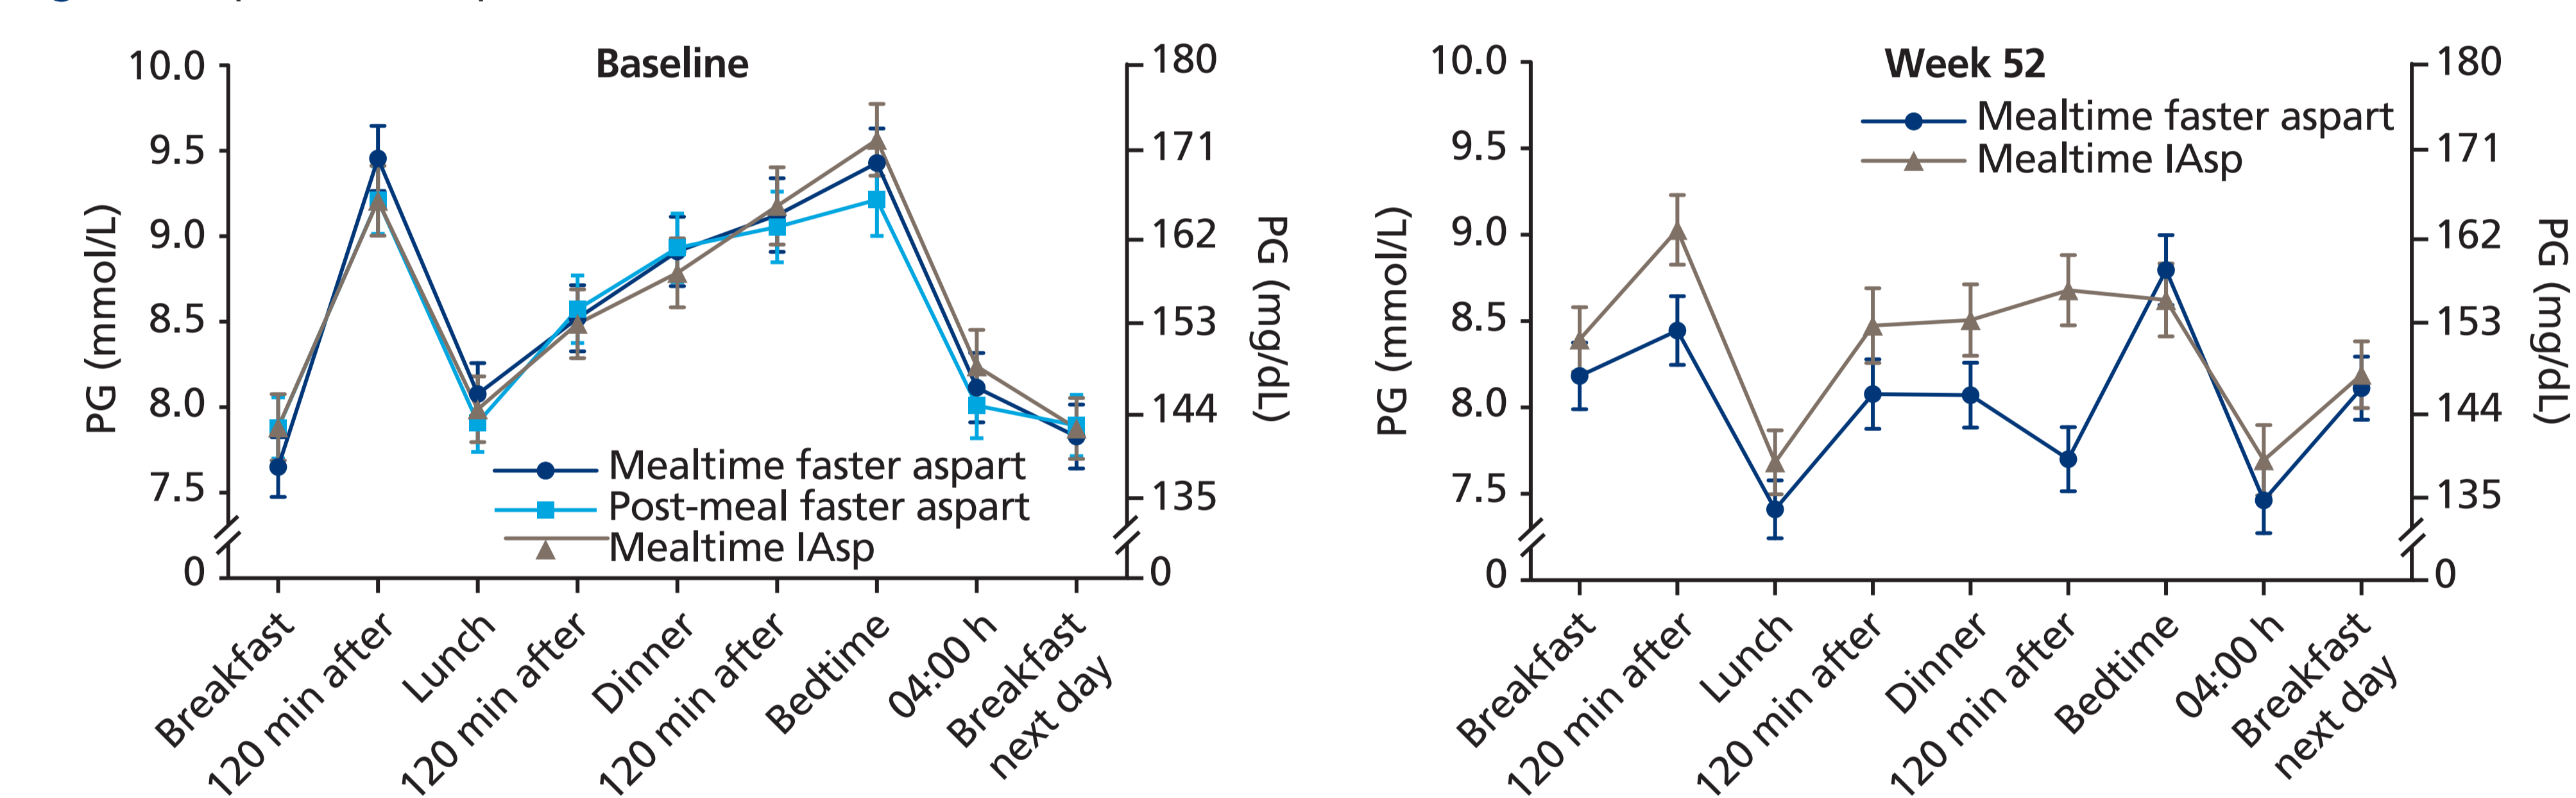 Baseline
10.0
9.5
9.0
8.5
8.0
7.5
0
PG (mmol/L)
180
171
162
153
144
135
0
PG (mg/dL)
Mealtime faster aspart
Post-meal faster aspart
Mealtime IAsp
Breakfast
120 min after
Lunch
120 min after
Dinner
120 min after
Bedtime
04:00 h
Breakfast
next day
Week 52
10.0
9.5
9.0
8.5
8.0
7.5
0
PG (mmol/L)
180
171
162
153
144
135
0
PG (mg/dL)
Mealtime faster aspart
Mealtime IAsp
Breakfast
120 min after
Lunch
120 min after
Dinner
120 min after
Bedtime
04:00 h
Breakfast
next day